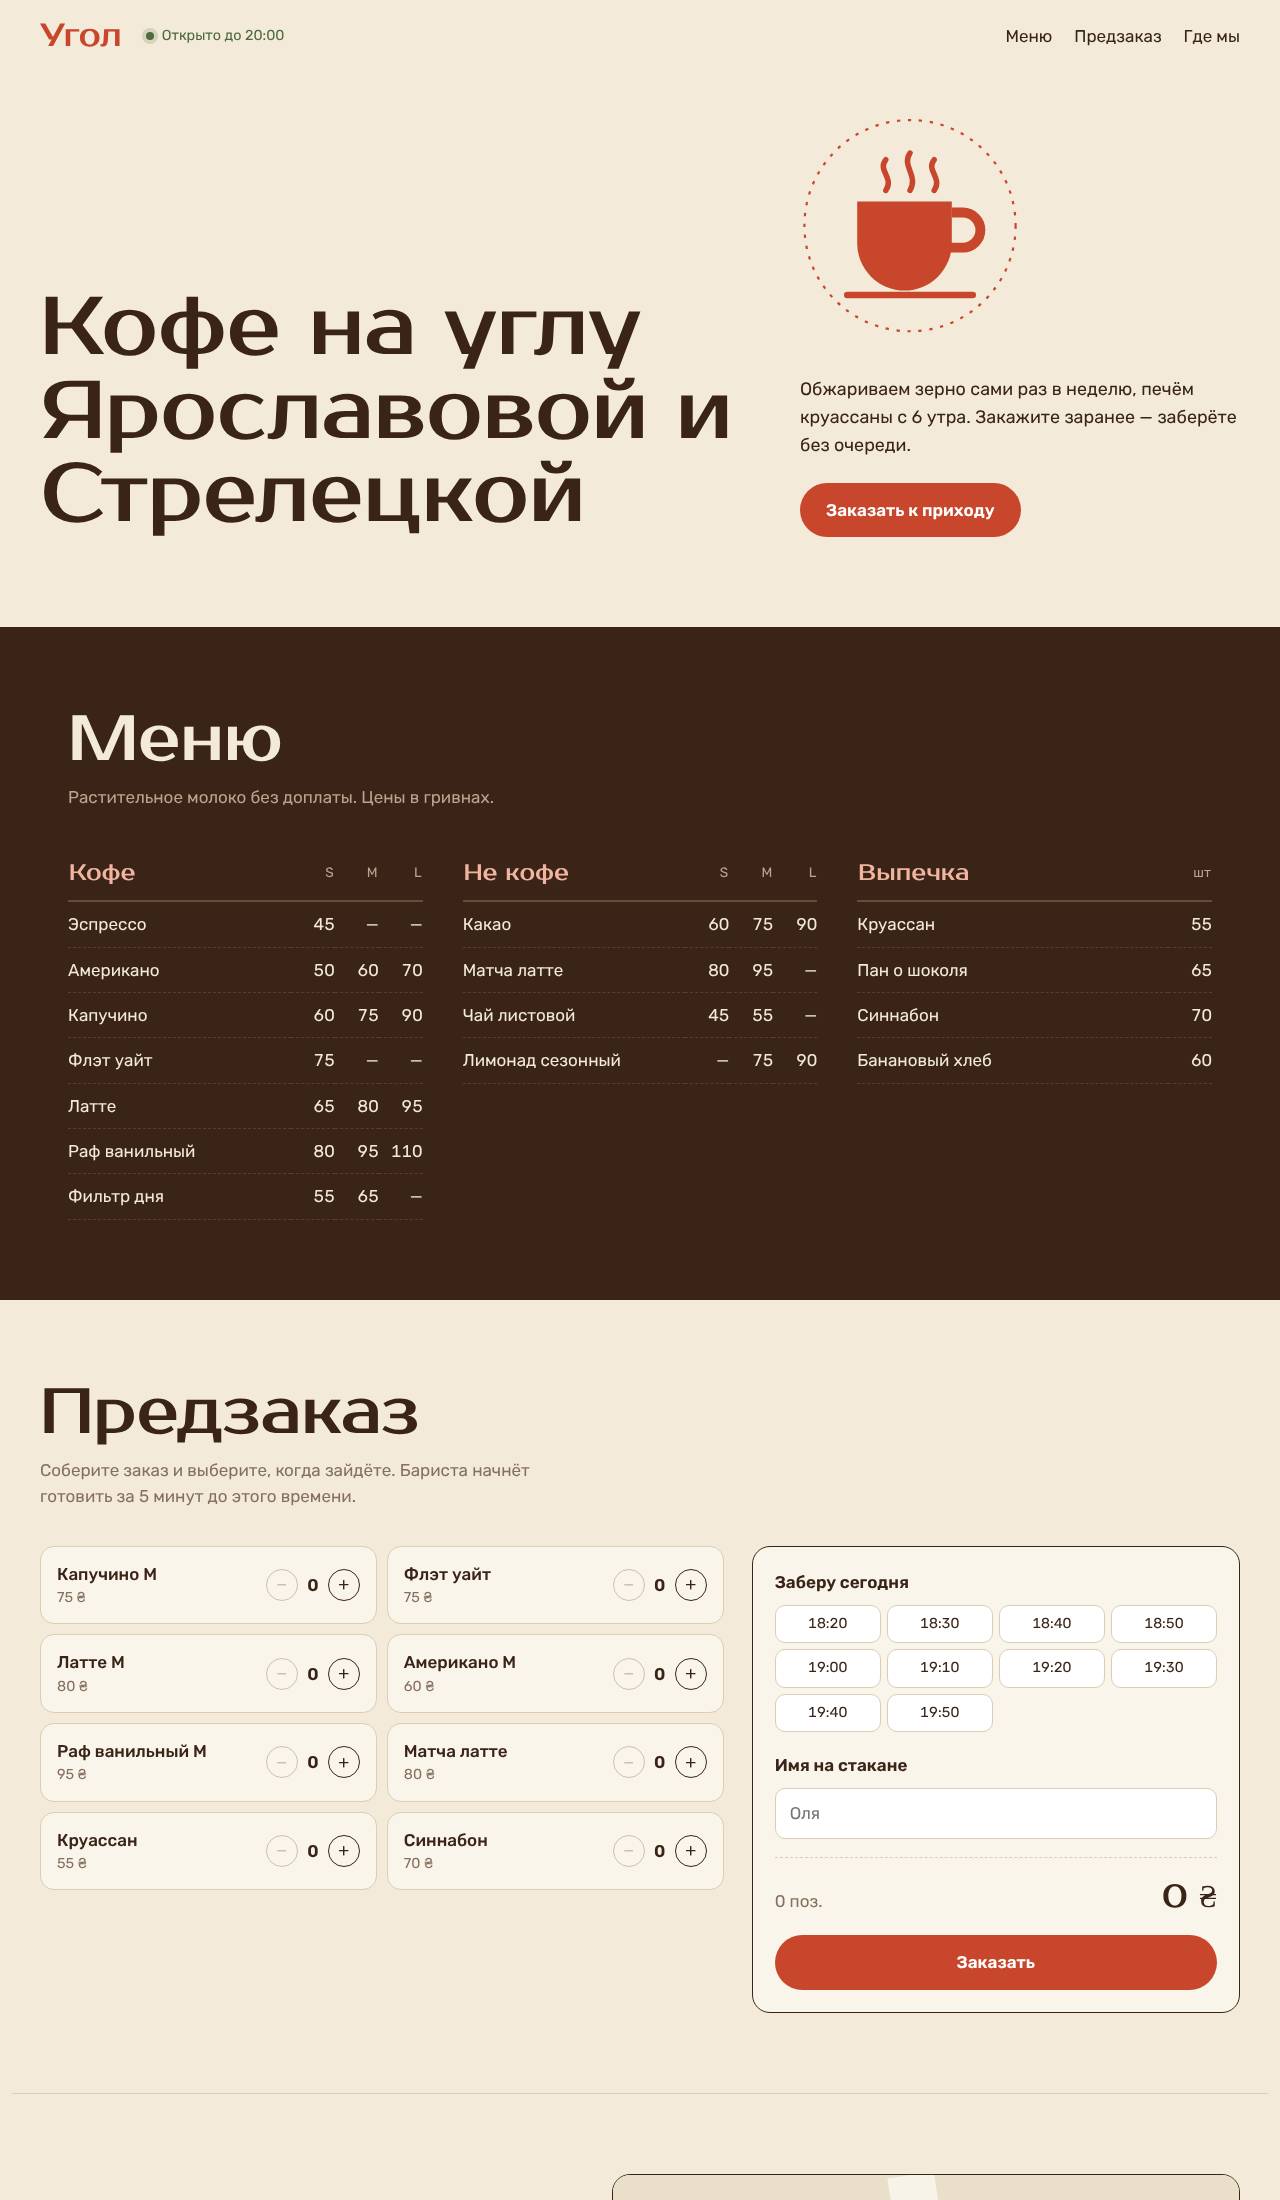 Угол
Открыто до 20:00
Меню Предзаказ Где мы
Кофе на углу
Ярославовой и
Стрелецкой
Обжариваем зерно сами раз в неделю, печём
круассаны с 6 утра. Закажите заранее — заберёте
без очереди.
Заказать к приходу
Меню
Растительное молоко без доплаты. Цены в гривнах.
Кофе S M L
Эспрессо 45 — —
Американо 50 60 70
Капучино 60 75 90
Флэт уайт 75 — —
Латте 65 80 95
Раф ванильный 80 95 110
Фильтр дня 55 65 —
Не кофе S M L
Какао 60 75 90
Матча латте 80 95 —
Чай листовой 45 55 —
Лимонад сезонный — 75 90
Выпечка шт
Круассан 55
Пан о шоколя 65
Синнабон 70
Банановый хлеб 60
Предзаказ
Соберите заказ и выберите, когда зайдёте. Бариста начнёт
готовить за 5 минут до этого времени.
Капучино M
75 ₴
− 0 +
Флэт уайт
75 ₴
− 0 +
Латте M
80 ₴
− 0 +
Американо M
60 ₴
− 0 +
Раф ванильный M
95 ₴
− 0 +
Матча латте
80 ₴
− 0 +
Круассан
55 ₴
− 0 +
Синнабон
70 ₴
− 0 +
Заберу сегодня
18:20 18:30 18:40 18:50
19:00 19:10 19:20 19:30
19:40 19:50
Имя на стакане
Оля
0 поз. 0 ₴
Заказать